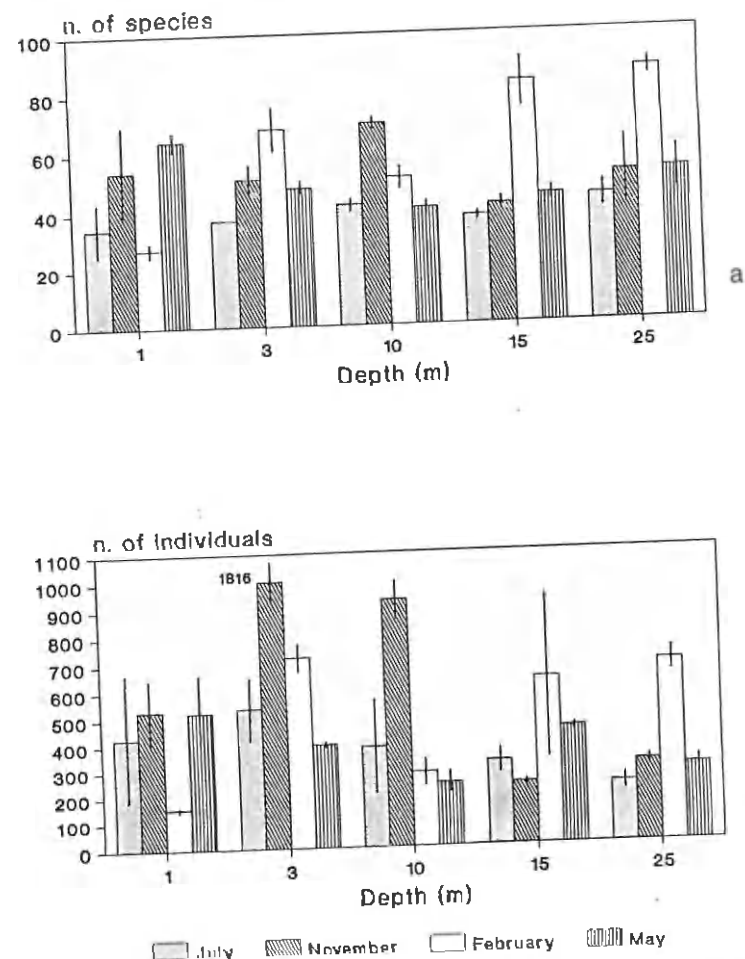 n. of species
100
80
60
40
20
0
1 3 10 15 25
Depth (m)
a
n. of individuals
1100
1000
900
800
700
600
500
400
300
200
100
0
1816
1 3 10 15 25
Depth (m)
July November February May